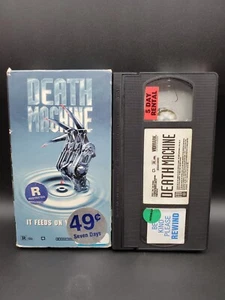 DEATH
MACHINE
R
IT FEEDS ON
49¢
Seven Days
5 DAY
RENTAL
DEATH MACHINE
BE
KIND
PLEASE
REWIND